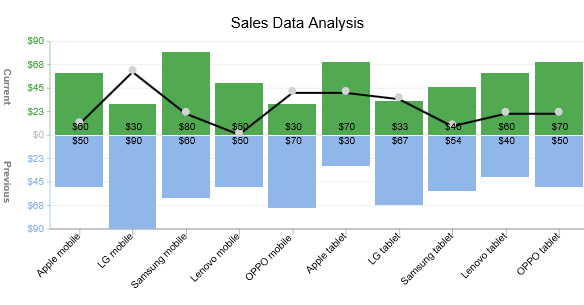 Sales Data Analysis
$90
$68
$45
$23
$0
$23
$45
$68
$90
Current
Previous
$60 $30 $80 $50 $30 $70 $33 $46 $60 $70
$50 $90 $60 $50 $70 $30 $67 $54 $40 $50
Apple mobile
LG mobile
Samsung mobile
Lenovo mobile
OPPO mobile
Apple tablet
LG tablet
Samsung tablet
Lenovo tablet
OPPO tablet